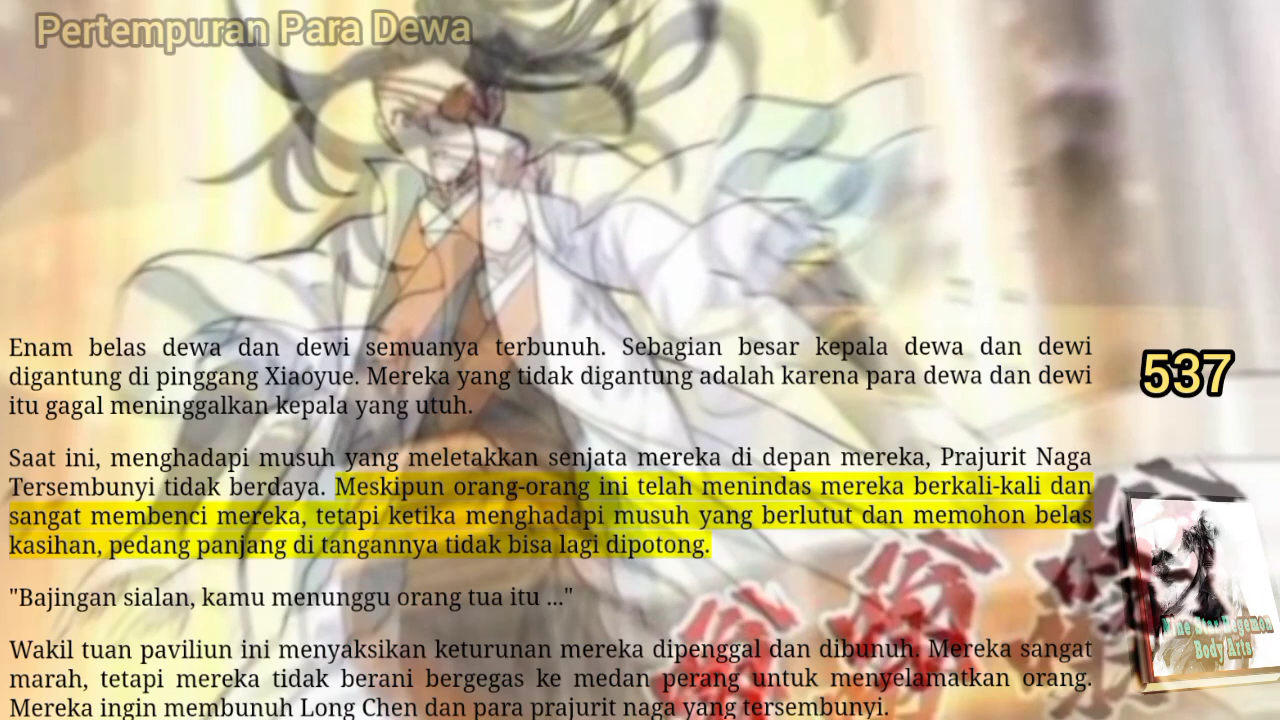 Pertempuran Para Dewa
Enam belas dewa dan dewi semuanya terbunuh. Sebagian besar kepala dewa dan dewi
digantung di pinggang Xiaoyue. Mereka yang tidak digantung adalah karena para dewa dan dewi
itu gagal meninggalkan kepala yang utuh.
537
Saat ini, menghadapi musuh yang meletakkan senjata mereka di depan mereka, Prajurit Naga
Tersembunyi tidak berdaya. Meskipun orang-orang ini telah menindas mereka berkali-kali dan
sangat membenci mereka, tetapi ketika menghadapi musuh yang berlutut dan memohon belas
kasihan, pedang panjang di tangannya tidak bisa lagi dipotong.
"Bajingan sialan, kamu menunggu orang tua itu ..."
Wakil tuan paviliun ini menyaksikan keturunan mereka dipenggal dan dibunuh. Mereka sangat
marah, tetapi mereka tidak berani bergegas ke medan perang untuk menyelamatkan orang.
Mereka ingin membunuh Long Chen dan para prajurit naga yang tersembunyi.
Nine Star Hegemon
Body Arts